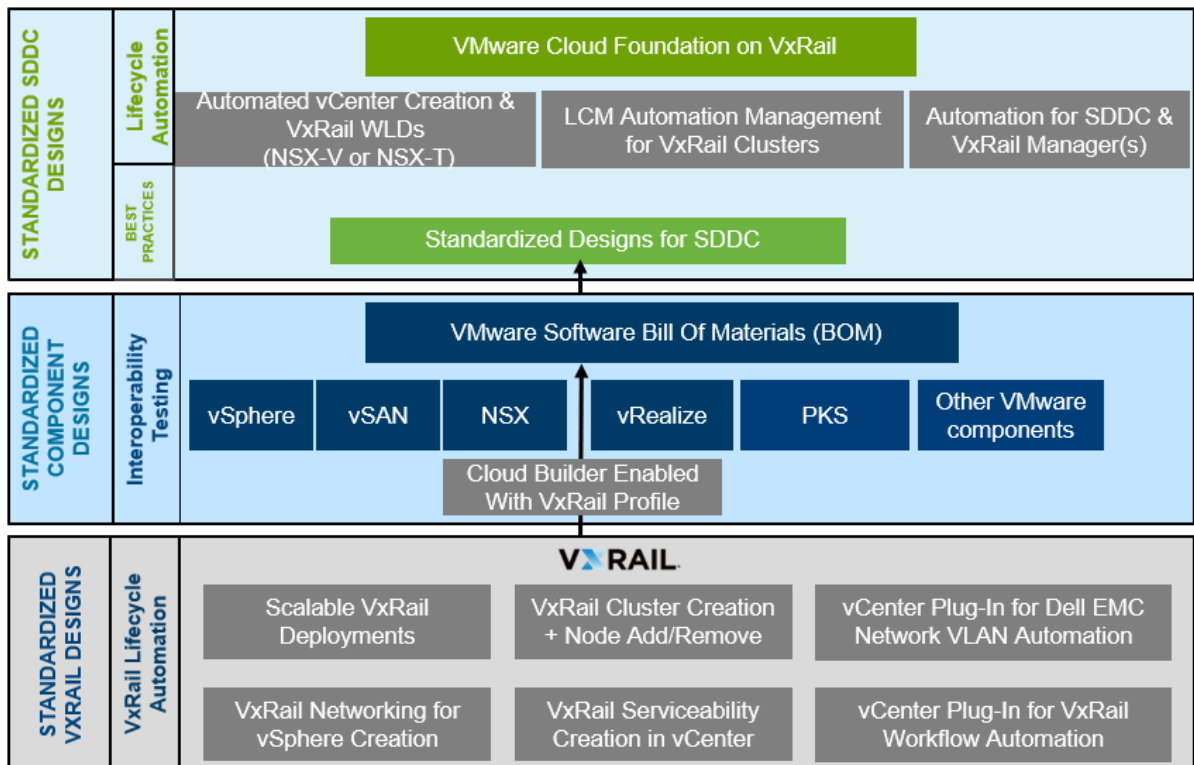 STANDARDIZED SDDC
DESIGNS
Lifecycle
Automation
VMware Cloud Foundation on VxRail
Automated vCenter Creation &
VxRail WLDs
(NSX-V or NSX-T)
LCM Automation Management
for VxRail Clusters
Automation for SDDC &
VxRail Manager(s)
BEST
PRACTICES
Standardized Designs for SDDC
STANDARDIZED
COMPONENT
DESIGNS
Interoperability
Testing
VMware Software Bill Of Materials (BOM)
vSphere
vSAN
NSX
vRealize
PKS
Other VMware
components
Cloud Builder Enabled
With VxRail Profile
STANDARDIZED
VXRAIL DESIGNS
VxRail Lifecycle
Automation
VXRAIL
Scalable VxRail
Deployments
VxRail Cluster Creation
+ Node Add/Remove
vCenter Plug-In for Dell EMC
Network VLAN Automation
VxRail Networking for
vSphere Creation
VxRail Serviceability
Creation in vCenter
vCenter Plug-In for VxRail
Workflow Automation